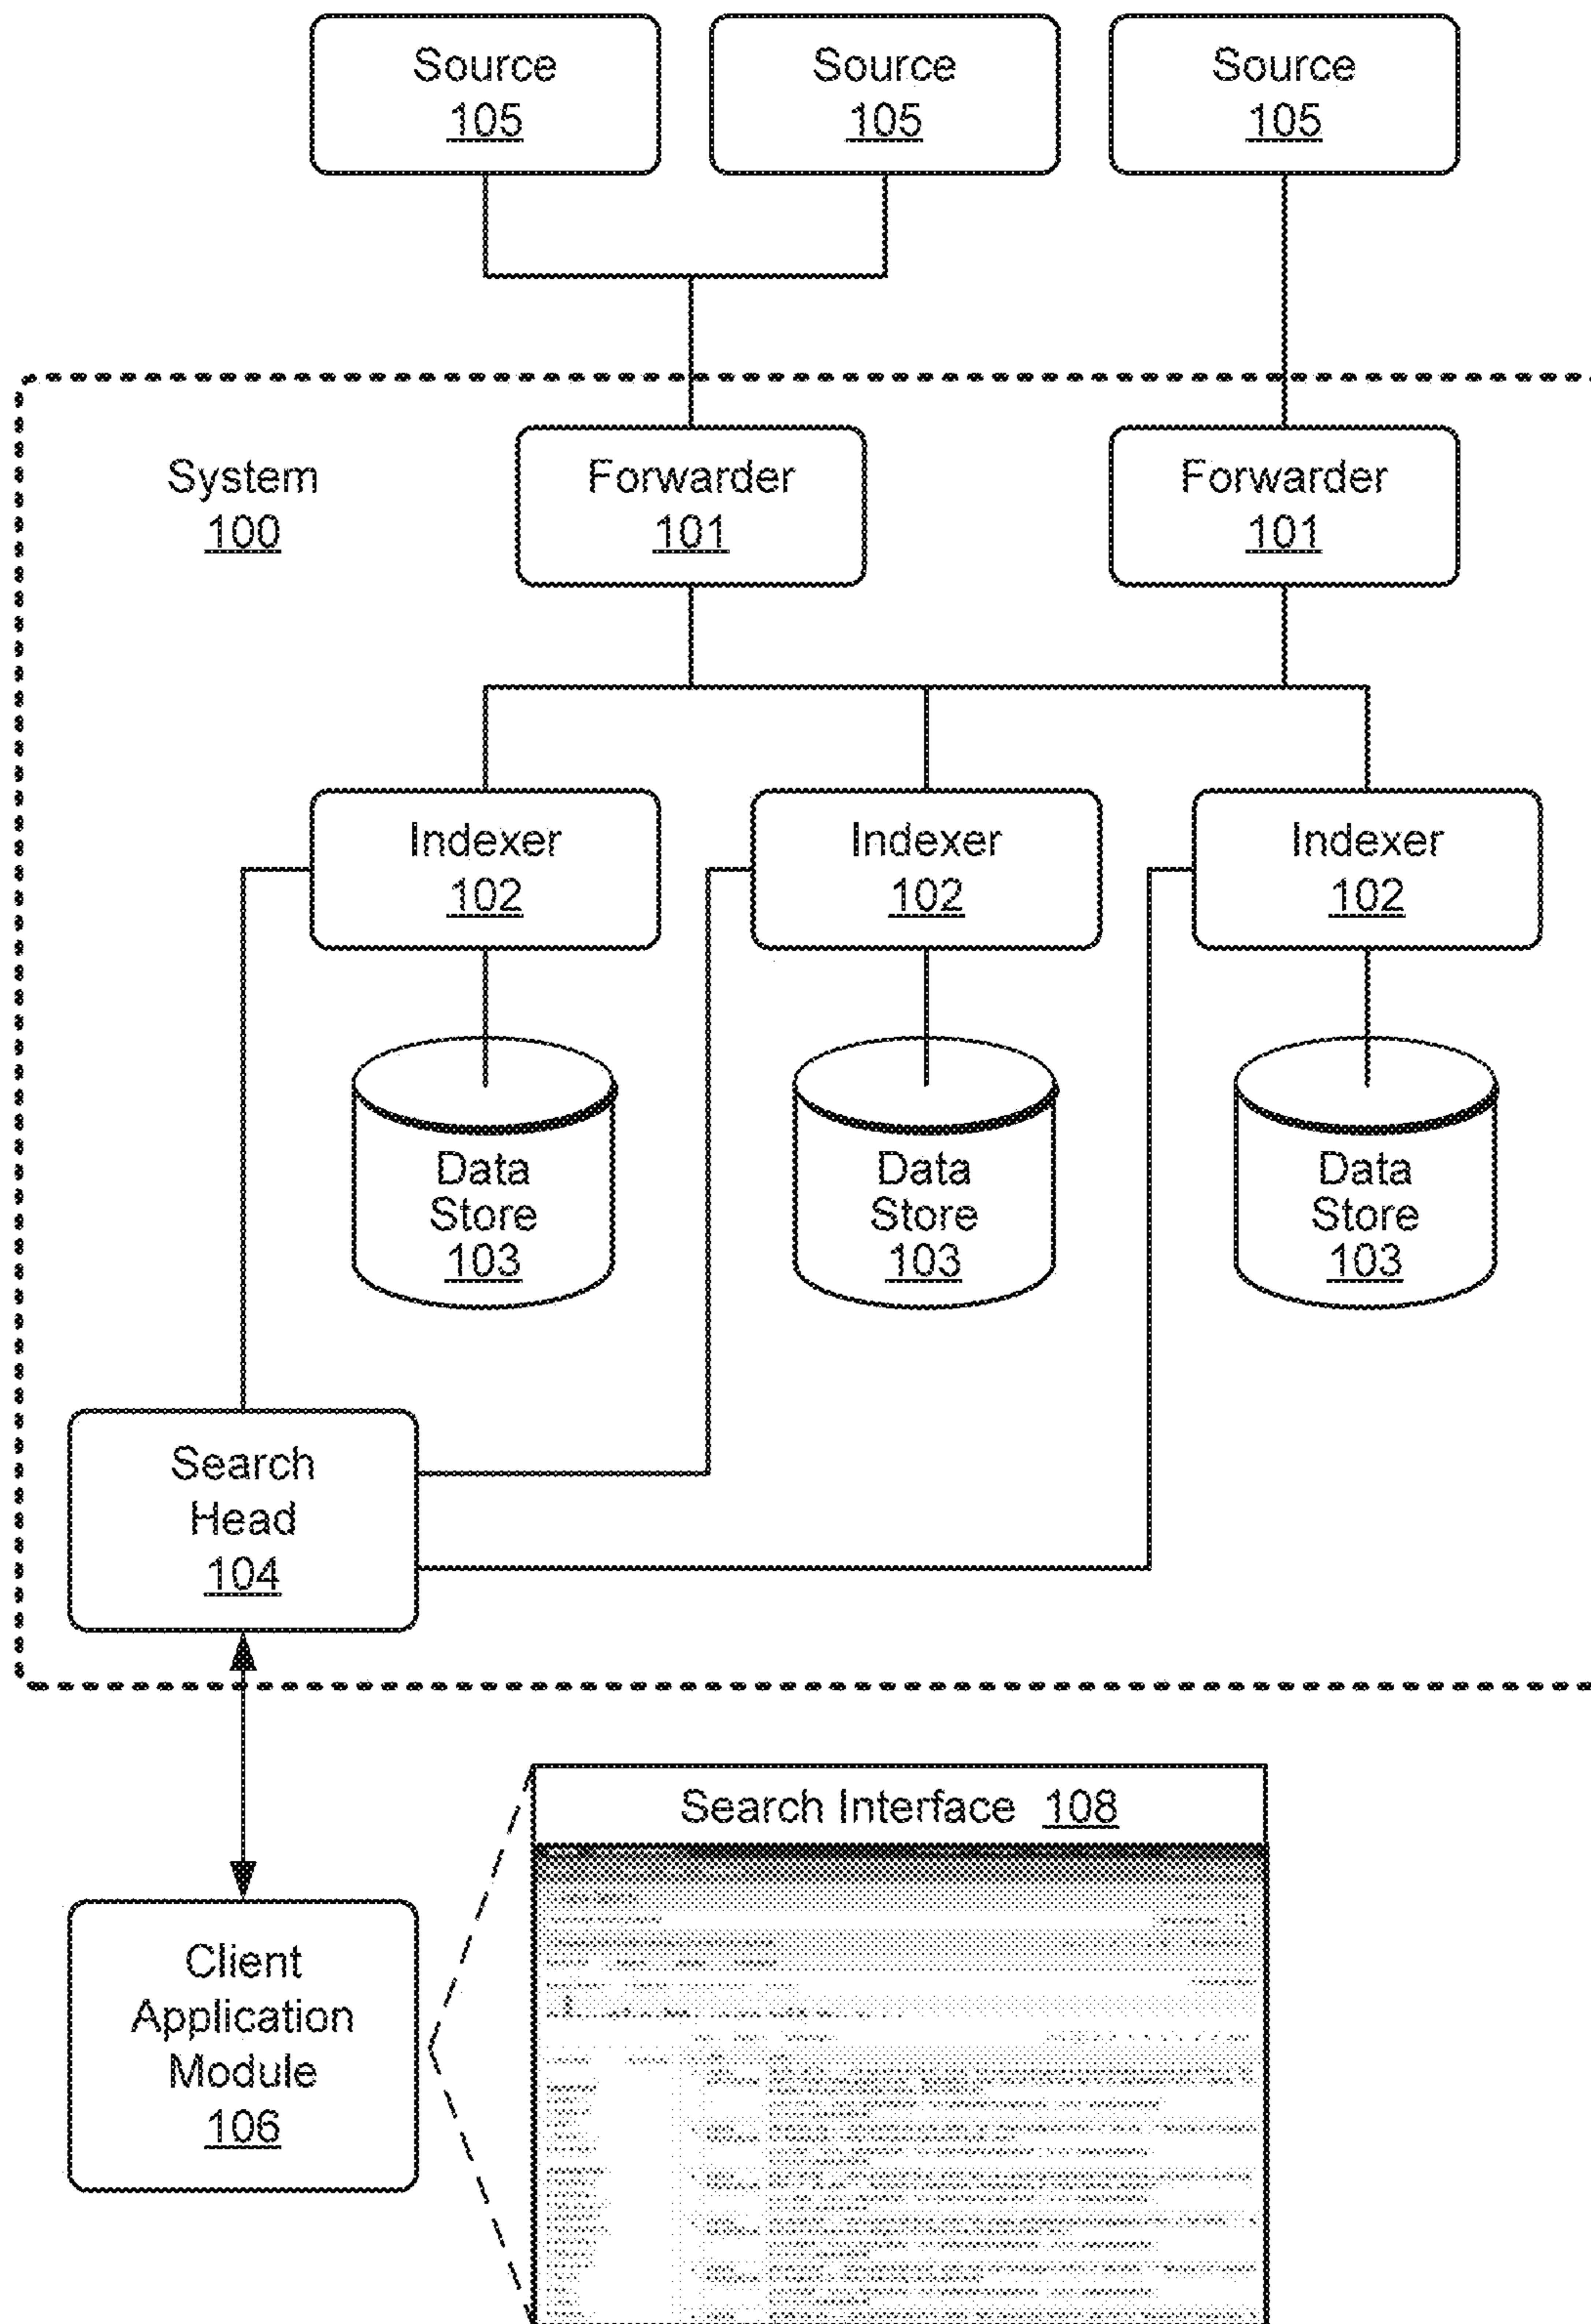 Source
105
Source
105
Source
105
System
100
Forwarder
101
Forwarder
101
Indexer
102
Indexer
102
Indexer
102
Data
Store
103
Data
Store
103
Data
Store
103
Search
Head
104
Search Interface 108
Client
Application
Module
106